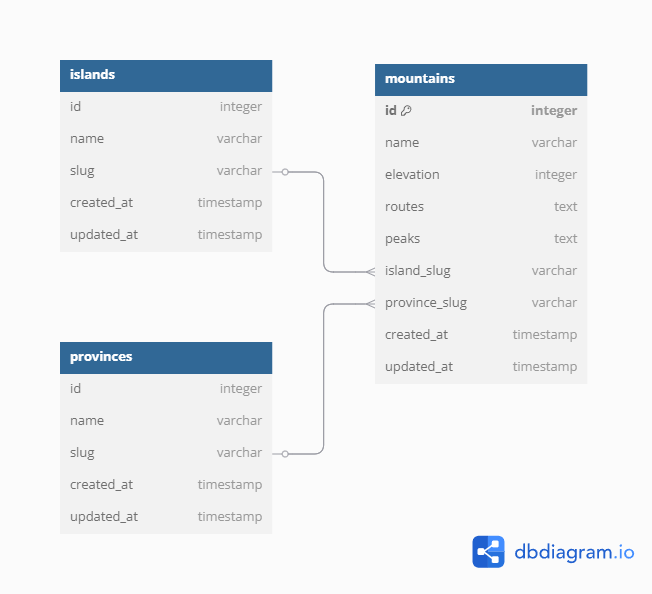 islands
id integer
name varchar
slug varchar
created_at timestamp
updated_at timestamp
mountains
id integer
name varchar
elevation integer
routes text
peaks text
island_slug varchar
province_slug varchar
created_at timestamp
updated_at timestamp
provinces
id integer
name varchar
slug varchar
created_at timestamp
updated_at timestamp
dbdiagram.io